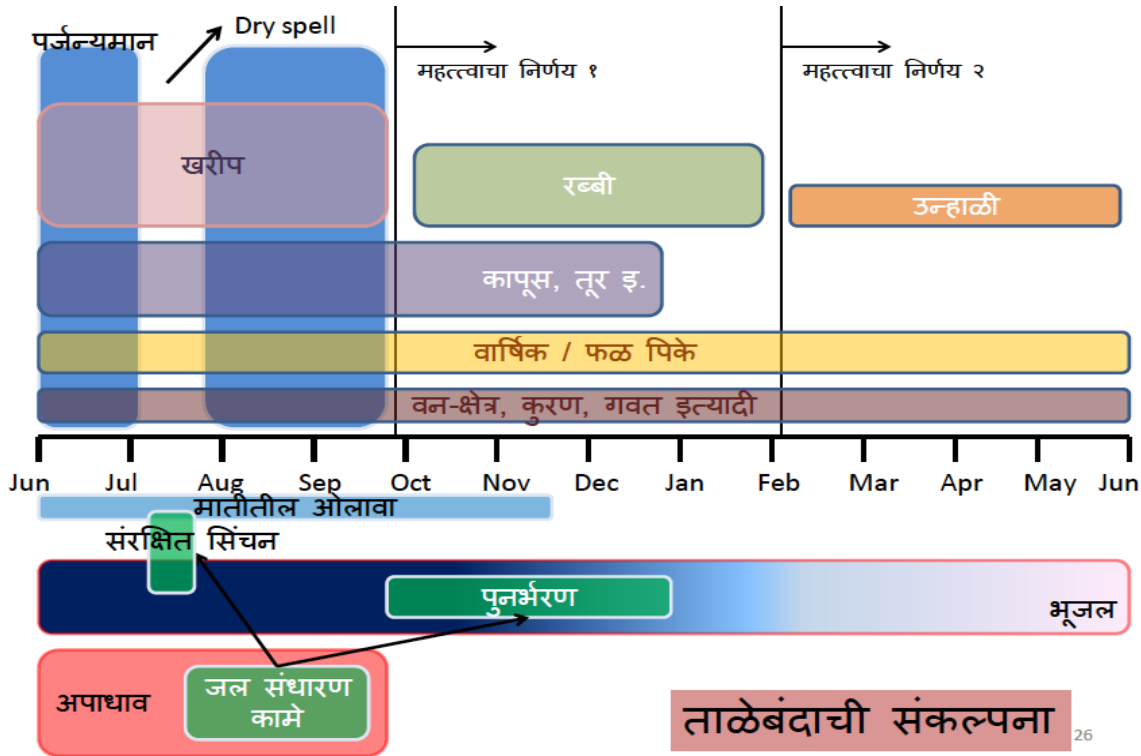 पर्जन्यमान
Dry spell
महत्त्वाचा निर्णय १
महत्त्वाचा निर्णय २
खरीप
रब्बी
उन्हाळी
कापूस, तूर इ.
वार्षिक / फळ पिके
वन-क्षेत्र, कुरण, गवत इत्यादी
Jun Jul Aug Sep Oct Nov Dec Jan Feb Mar Apr May Jun
मातीतील ओलावा
संरक्षित सिंचन
पुनर्भरण
भूजल
अपाधाव
जल संधारण
कामे
ताळेबंदाची संकल्पना
26